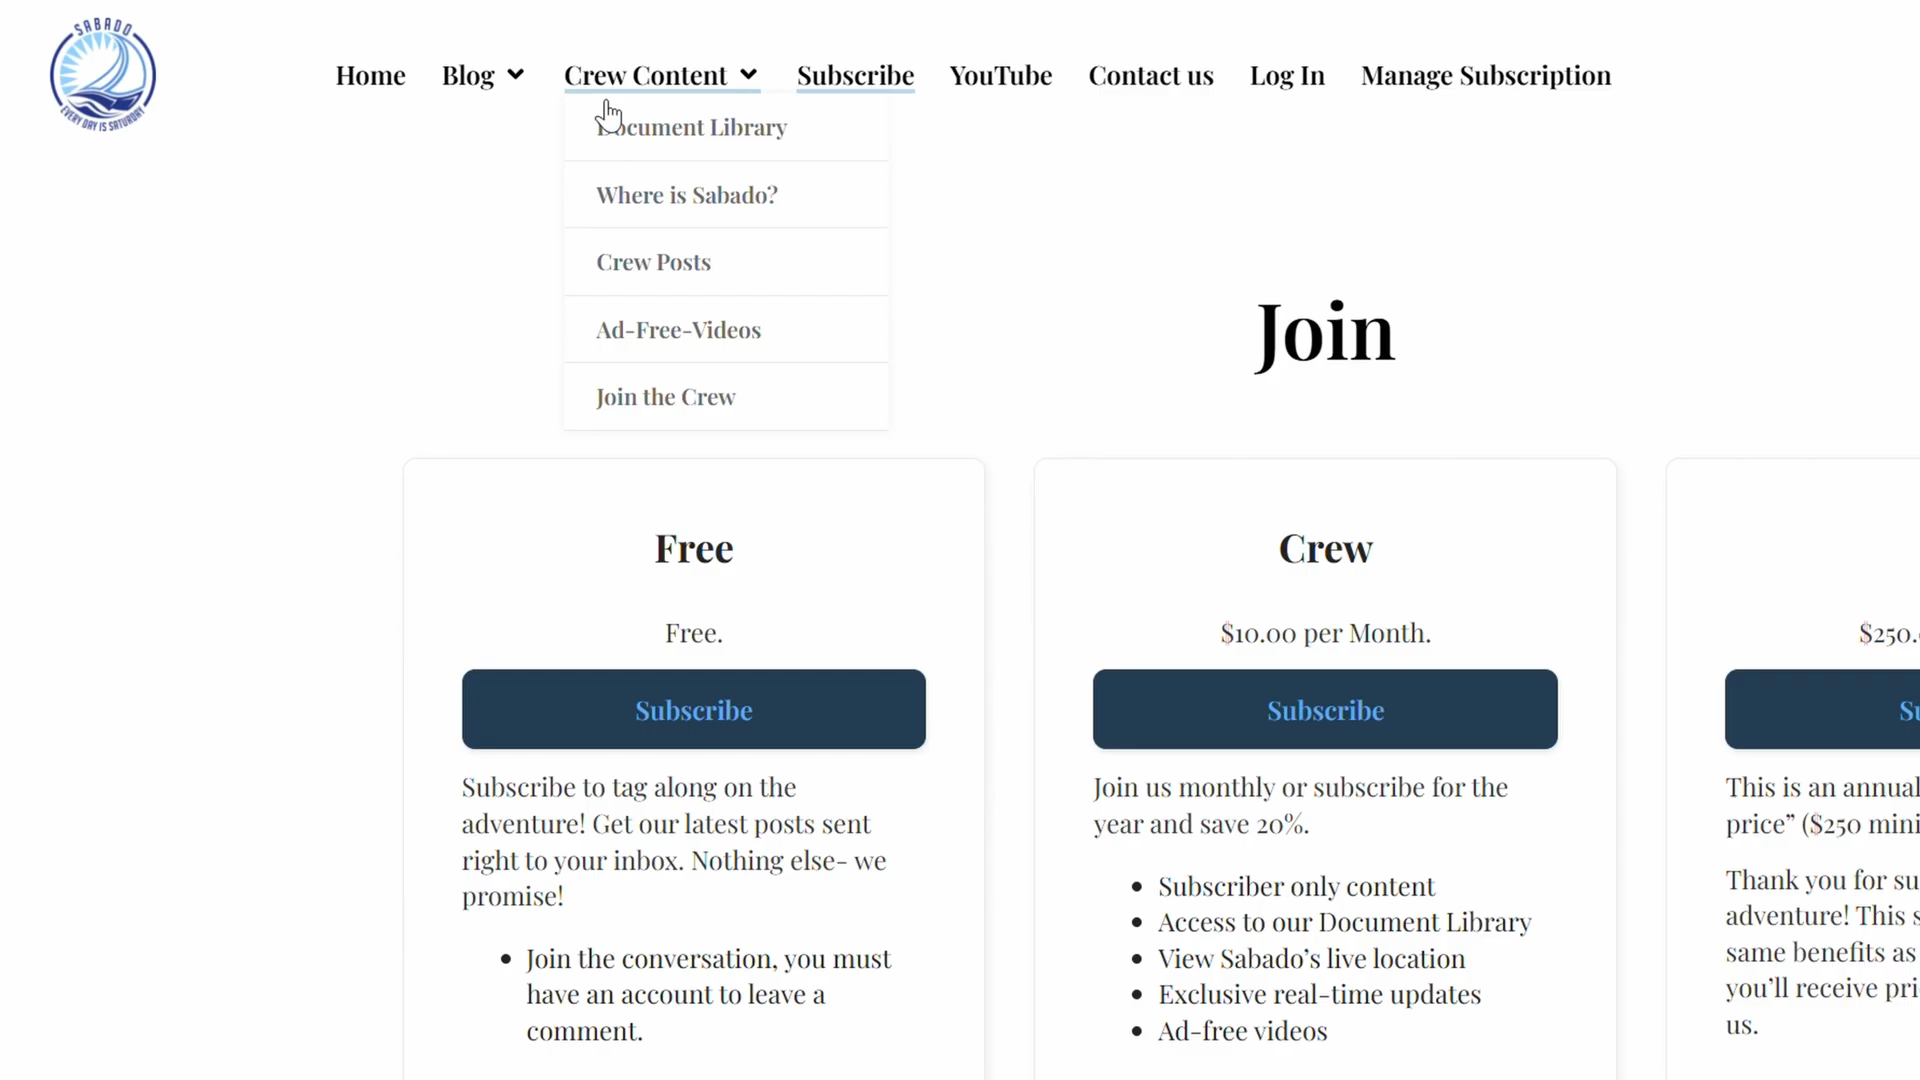 SABADO
EVERY DAY IS SATURDAY
Home Blog Crew Content Subscribe YouTube Contact us Log In Manage Subscription
Document Library
Where is Sabado?
Crew Posts
Ad-Free-Videos
Join the Crew
Join
Free
Free.
Subscribe
Subscribe to tag along on the
adventure! Get our latest posts sent
right to your inbox. Nothing else- we
promise!
• Join the conversation, you must
have an account to leave a
comment.
Crew
$10.00 per Month.
Subscribe
Join us monthly or subscribe for the
year and save 20%.
• Subscriber only content
• Access to our Document Library
• View Sabado’s live location
• Exclusive real-time updates
• Ad-free videos
$250.
This is an annual
price” ($250
Thank you for
adventure! This
same benefits as
you’ll receive
us.